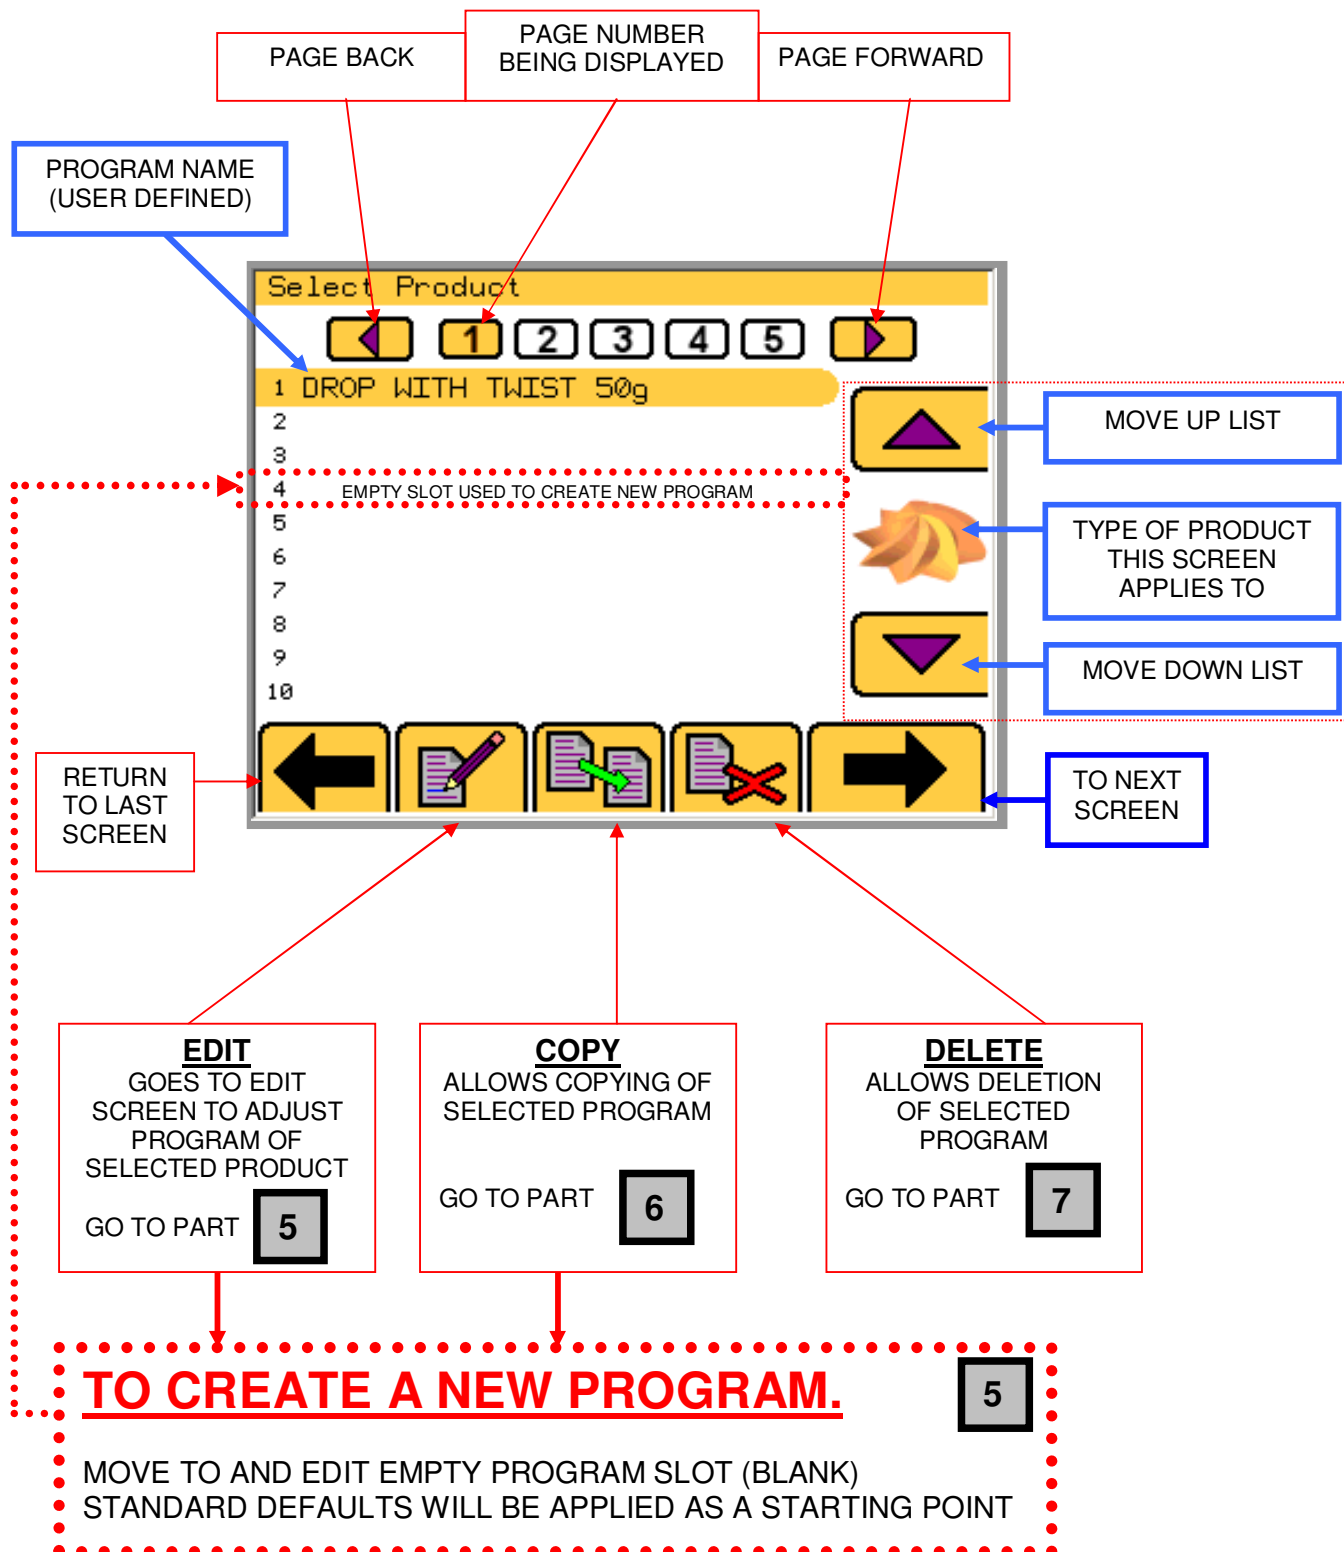 PAGE BACK
PAGE NUMBER
BEING DISPLAYED
PAGE FORWARD
PROGRAM NAME
(USER DEFINED)
Select Product
1 2 3 4 5
1 DROP WITH TWIST 50g
2
3
4 EMPTY SLOT USED TO CREATE NEW PROGRAM
5
6
7
8
9
10
MOVE UP LIST
TYPE OF PRODUCT
THIS SCREEN
APPLIES TO
MOVE DOWN LIST
RETURN
TO LAST
SCREEN
TO NEXT
SCREEN
EDIT
GOES TO EDIT
SCREEN TO ADJUST
PROGRAM OF
SELECTED PRODUCT
GO TO PART 5
COPY
ALLOWS COPYING OF
SELECTED PROGRAM
GO TO PART 6
DELETE
ALLOWS DELETION
OF SELECTED
PROGRAM
GO TO PART 7
TO CREATE A NEW PROGRAM. 5
MOVE TO AND EDIT EMPTY PROGRAM SLOT (BLANK)
STANDARD DEFAULTS WILL BE APPLIED AS A STARTING POINT